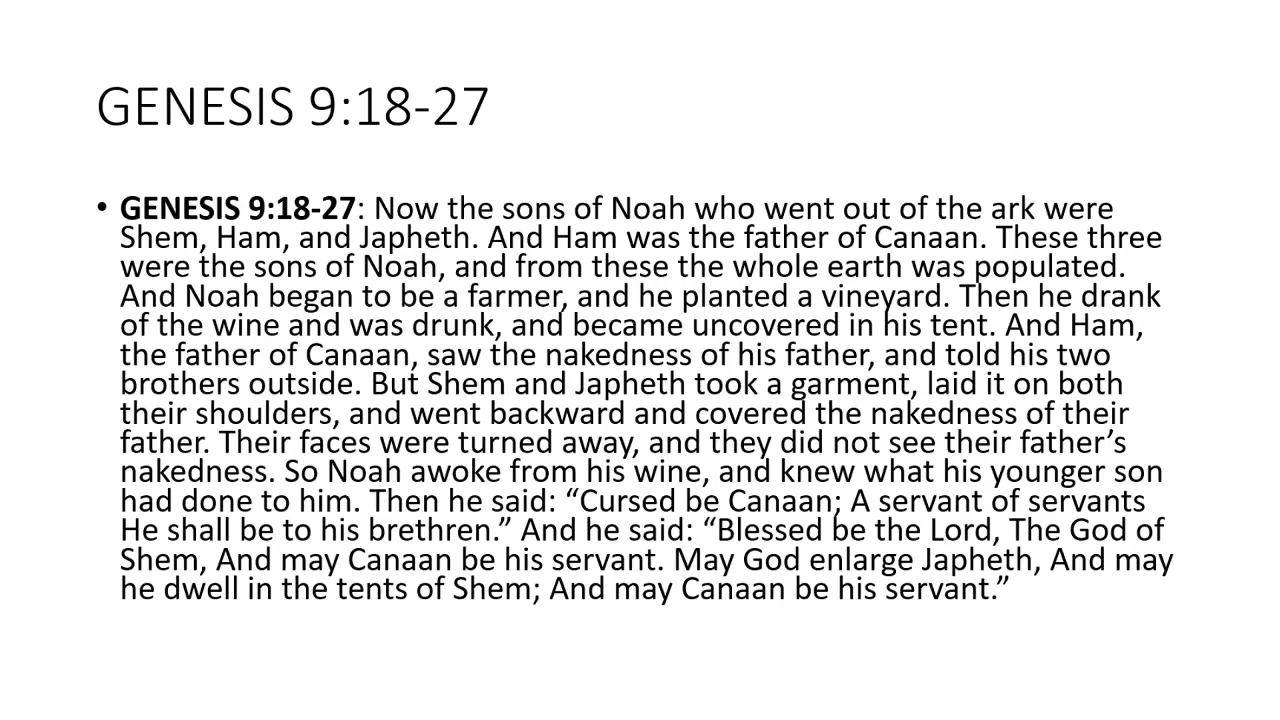 GENESIS 9:18-27
• GENESIS 9:18-27: Now the sons of Noah who went out of the ark were
Shem, Ham, and Japheth. And Ham was the father of Canaan. These three
were the sons of Noah, and from these the whole earth was populated.
And Noah began to be a farmer, and he planted a vineyard. Then he drank
of the wine and was drunk, and became uncovered in his tent. And Ham,
the father of Canaan, saw the nakedness of his father, and told his two
brothers outside. But Shem and Japheth took a garment, laid it on both
their shoulders, and went backward and covered the nakedness of their
father. Their faces were turned away, and they did not see their father’s
nakedness. So Noah awoke from his wine, and knew what his younger son
had done to him. Then he said: “Cursed be Canaan; A servant of servants
He shall be to his brethren.” And he said: “Blessed be the Lord, The God of
Shem, And may Canaan be his servant. May God enlarge Japheth, And may
he dwell in the tents of Shem; And may Canaan be his servant.”